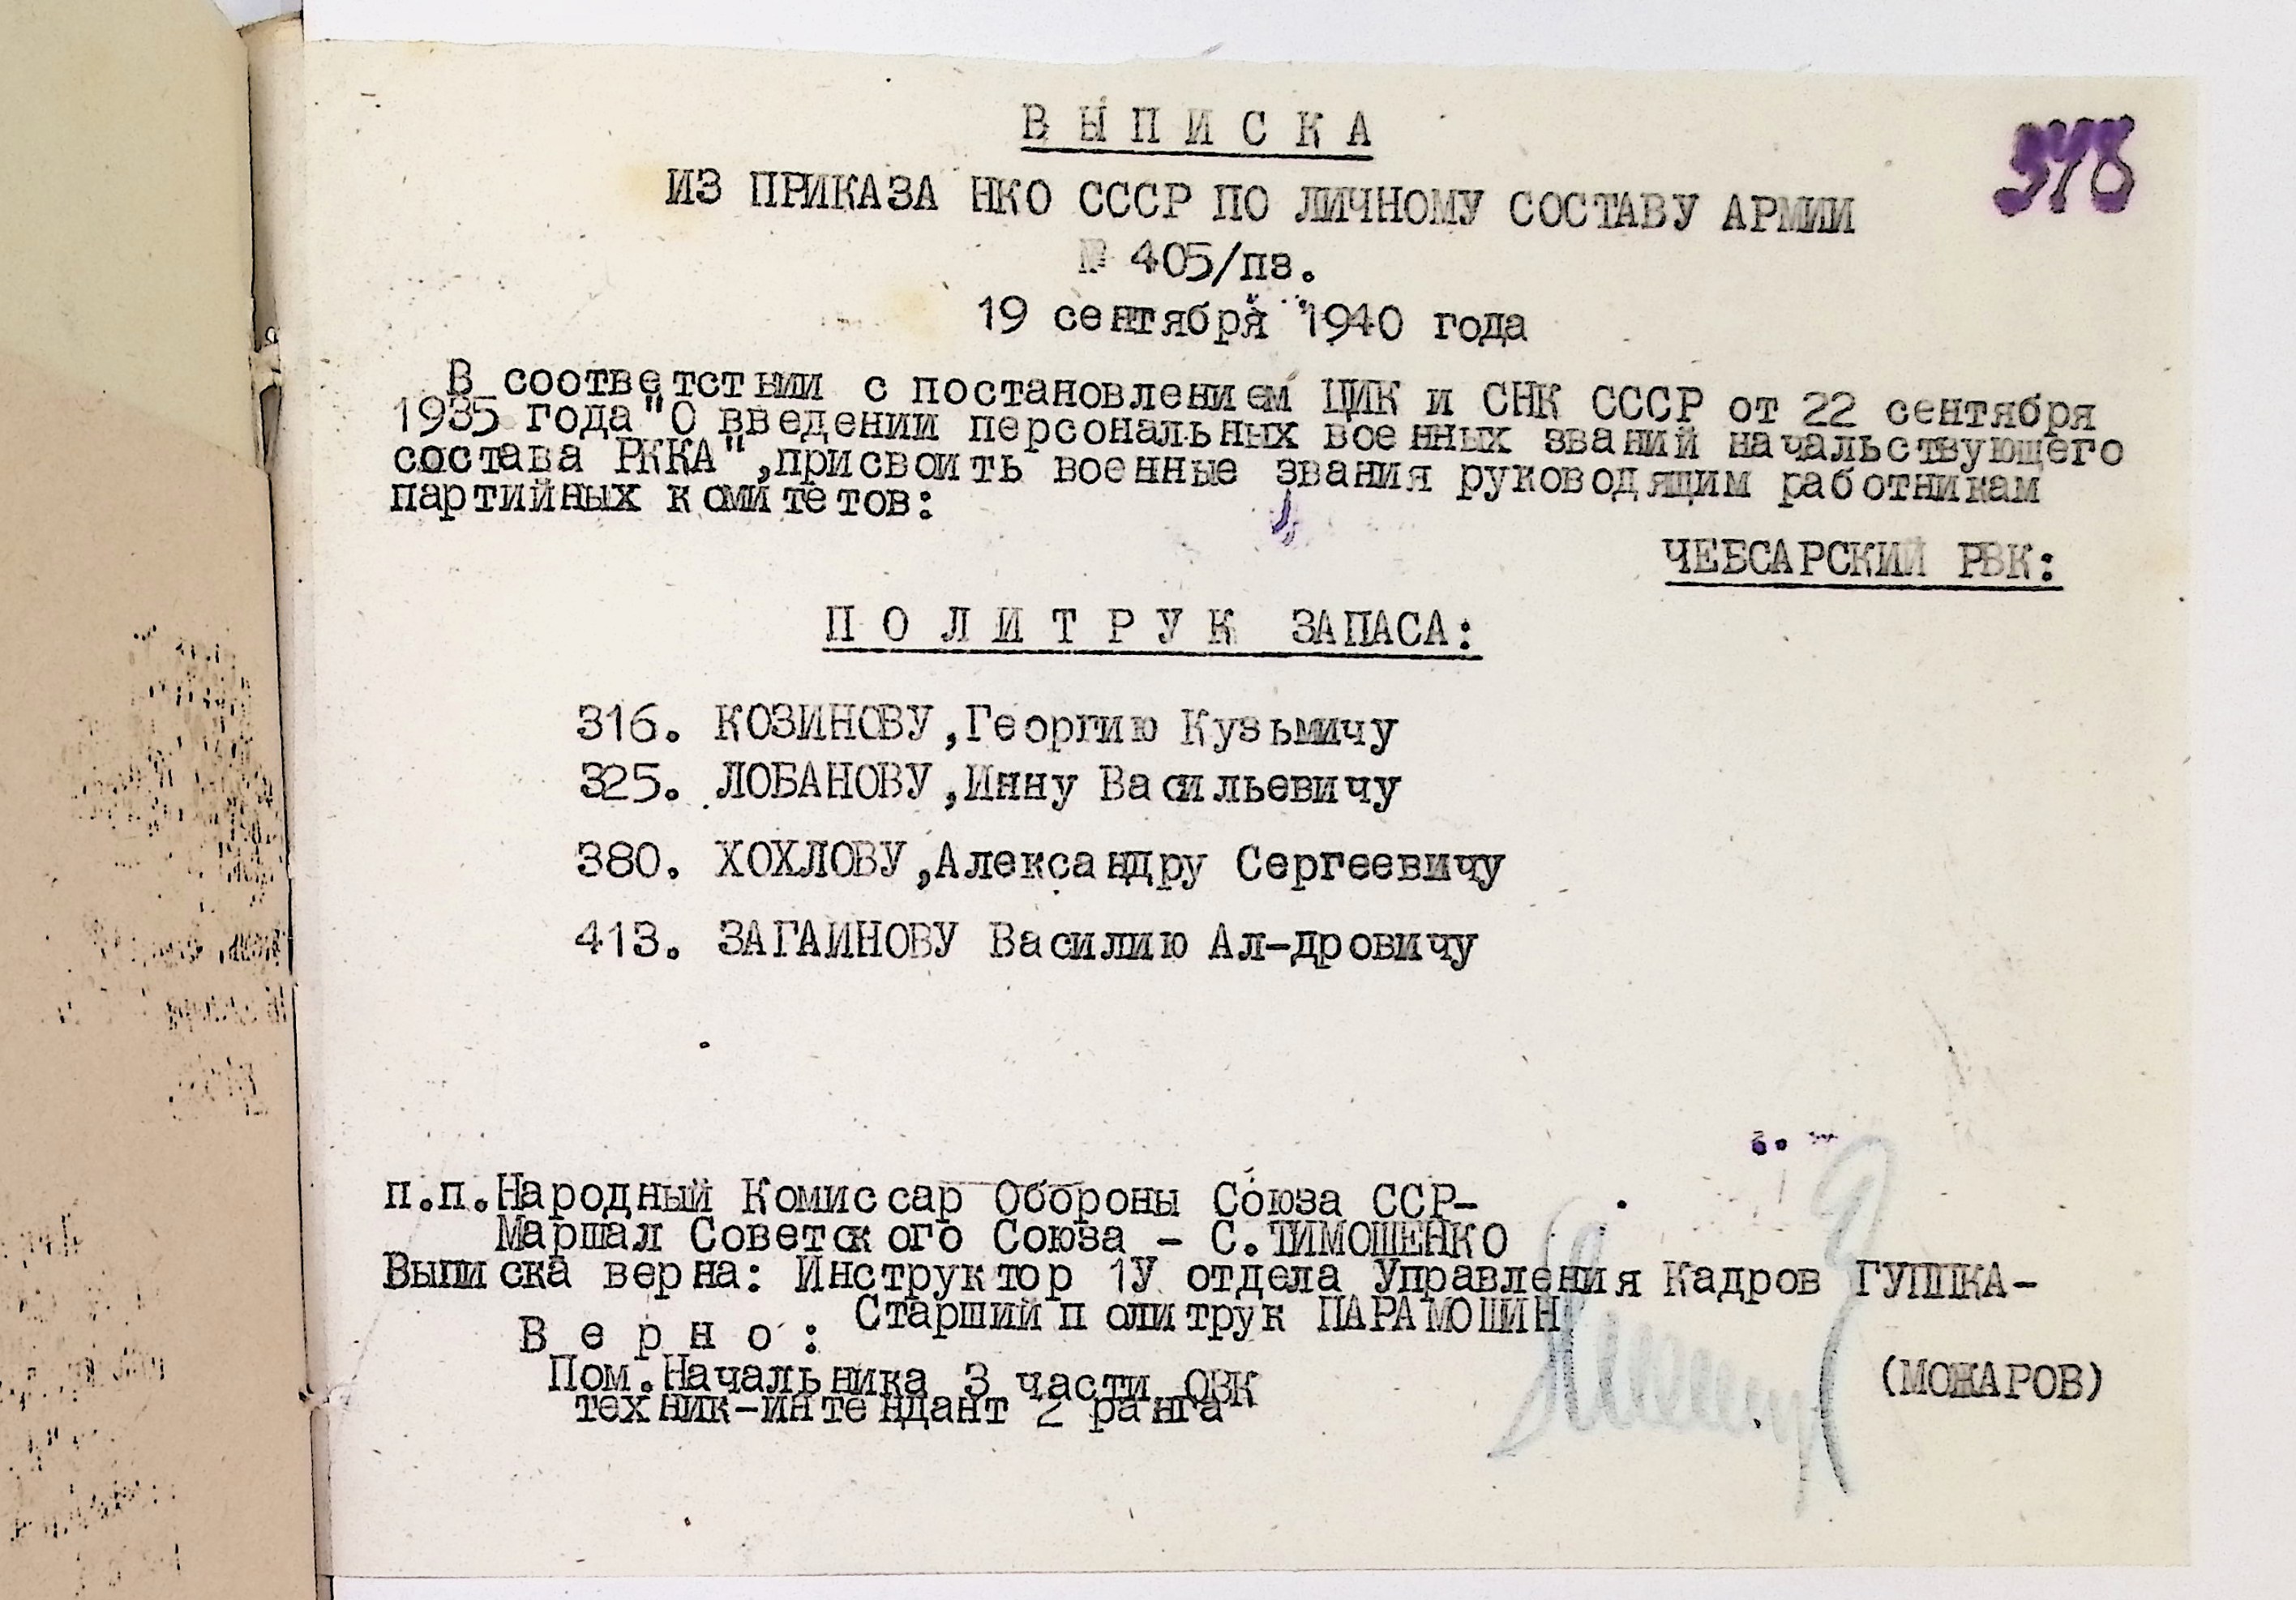 В Ы П И С К А
378
ИЗ ПРИКАЗА НКО СССР ПО ЛИЧНОМУ СОСТАВУ АРМИИ
№ 405/пз.
19 сентября 1940 года
В соответствии с постановлением ЦИК и СНК СССР от 22 сентября
1935 года "О введении персональных военных званий начальствующего
состава РККА",присвоить военные звания руководящим работникам
партийных комитетов:
ЧЕБСАРСКИЙ РВК:
П О Л И Т Р У К ЗАПАСА:
316. КОЗИНОВУ,Георгию Кузьмичу
325. ЛОБАНОВУ,Инну Васильевичу
380. ХОХЛОВУ,Александру Сергеевичу
413. ЗАГАИНОВУ Василию Ал-дровичу
п.п.Народный Комиссар Обороны Союза ССР-
Маршал Советского Союза - С.ТИМОШЕНКО
Выписка верна: Инструктор 1У отдела Управления Кадров ГУППКА-
Старший политрук ПАРАМОШИН
В е р н о :
Пом.Начальника 3 части ОВК
техник-интендант 2 ранга
(МОЖАРОВ)